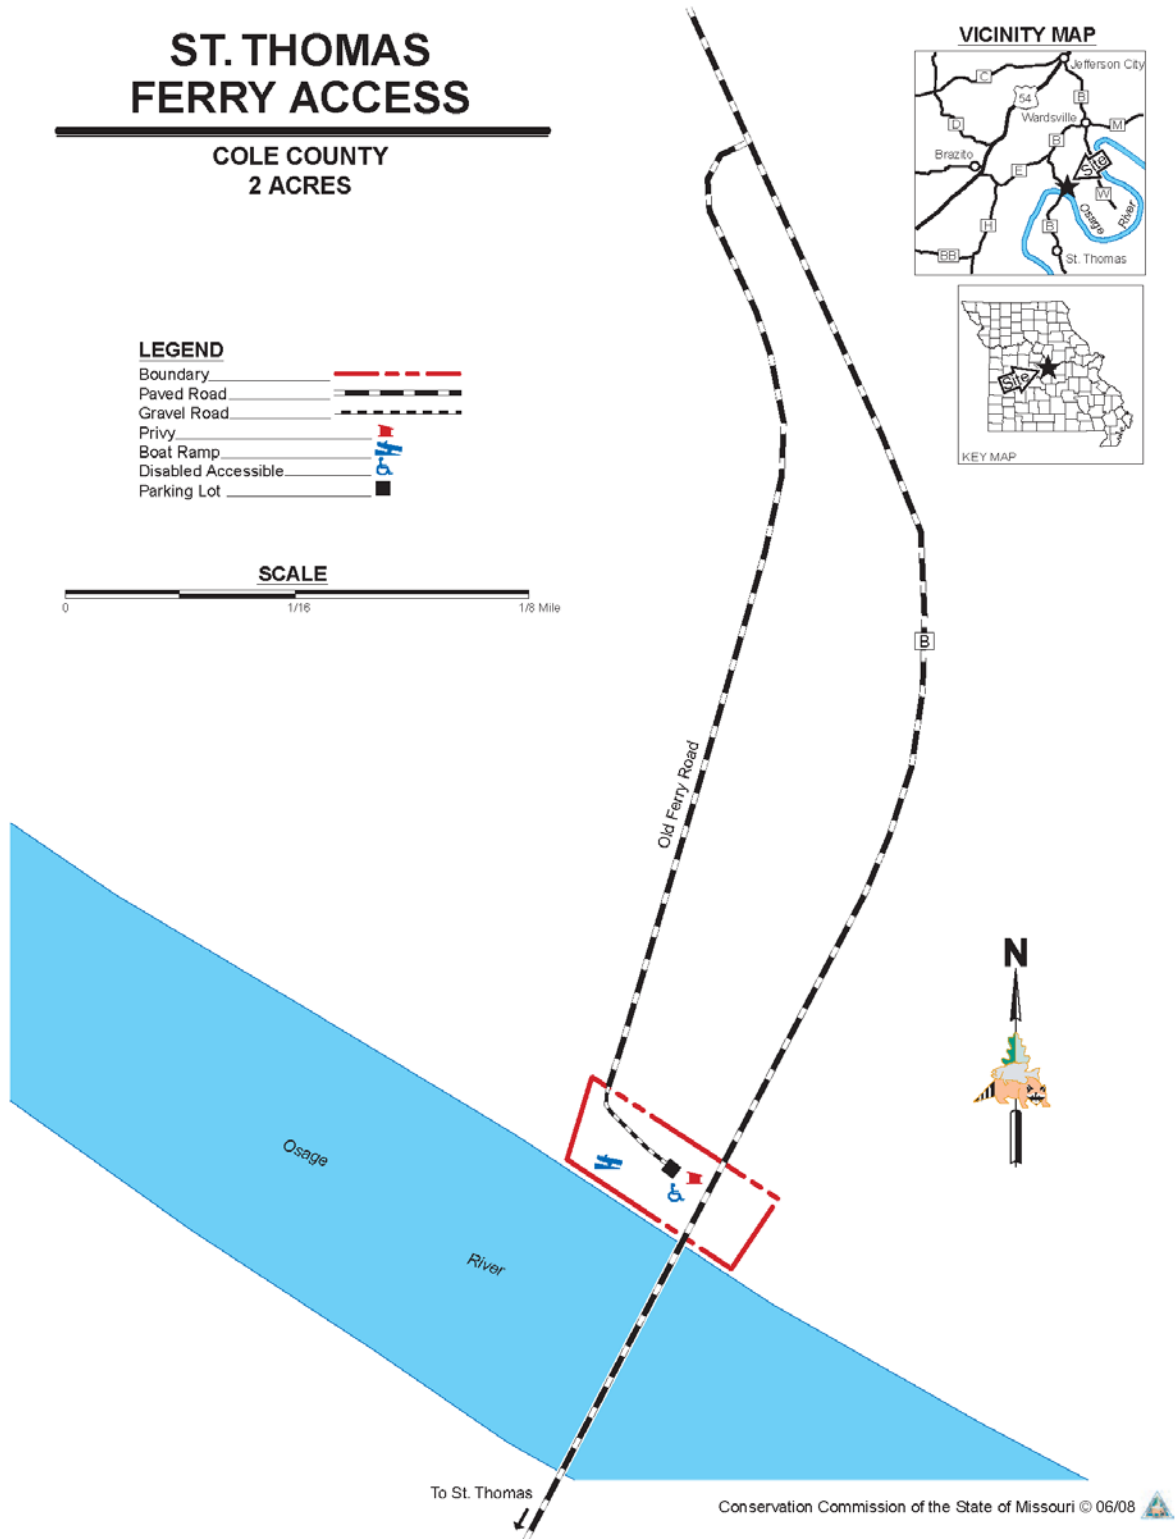 ST. THOMAS
FERRY ACCESS
COLE COUNTY
2 ACRES
VICINITY MAP
Jefferson City
C
54
B
Wardsville
M
D
B
Brazito
E
Site
W
Osage
River
H
B
BB
St. Thomas
Site
KEY MAP
LEGEND
Boundary
Paved Road
Gravel Road
Privy
Boat Ramp
Disabled Accessible
Parking Lot
SCALE
0
1/16
1/8 Mile
B
Old Ferry Road
N
Osage
River
To St. Thomas
Conservation Commission of the State of Missouri © 06/08